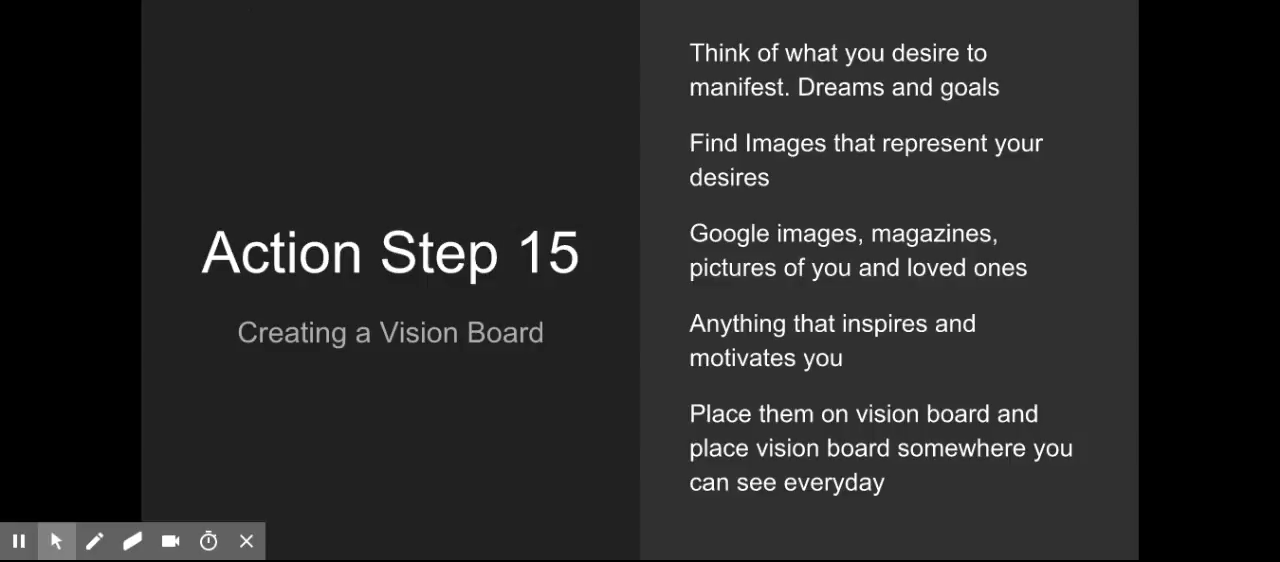 Action Step 15
Creating a Vision Board
Think of what you desire to
manifest. Dreams and goals
Find Images that represent your
desires
Google images, magazines,
pictures of you and loved ones
Anything that inspires and
motivates you
Place them on vision board and
place vision board somewhere you
can see everyday